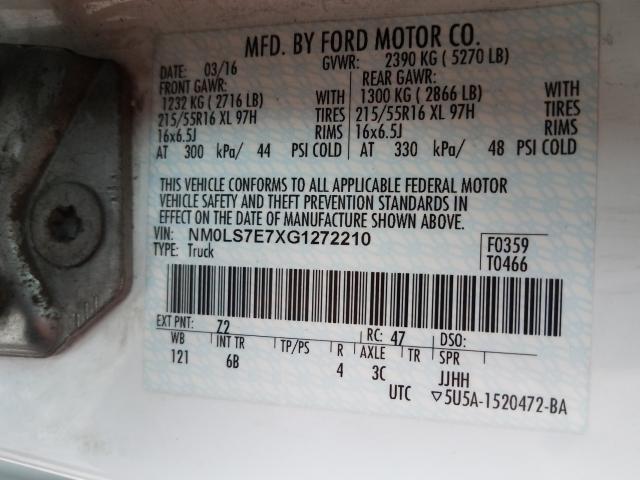 MFD. BY FORD MOTOR CO.
DATE: 03/16 GVWR: 2390 KG ( 5270 LB)
FRONT GAWR: REAR GAWR:
1232 KG ( 2716 LB) WITH 1300 KG ( 2866 LB) WITH
215/55R16 XL 97H TIRES 215/55R16 XL 97H TIRES
16x6.5J RIMS 16x6.5J RIMS
AT 300 kPa/ 44 PSI COLD AT 330 kPa/ 48 PSI COLD
THIS VEHICLE CONFORMS TO ALL APPLICABLE FEDERAL MOTOR
VEHICLE SAFETY AND THEFT PREVENTION STANDARDS IN
EFFECT ON THE DATE OF MANUFACTURE SHOWN ABOVE.
VIN: NM0LS7E7XG1272210 F0359
TYPE: Truck T0466
EXT PNT: 72 RC: 47 DSO:
WB INT TR TP/PS R AXLE TR SPR
121 6B 4 3C JJHH
UTC ▽5U5A-1520472-BA